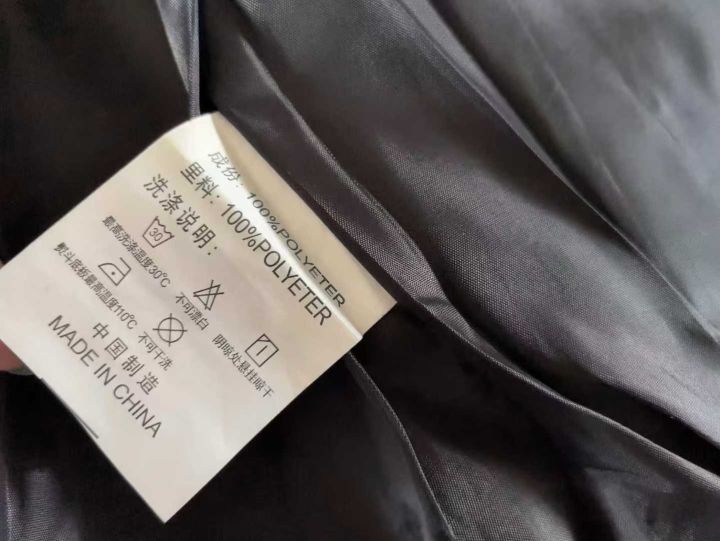 成份：100%POLYETER
里料：100%POLYETER
洗涤说明：
30
最高洗涤温度30℃
不可漂白
阴晾处悬挂晾干
熨斗底板最高温度110℃
不可干洗
中国制造
MADE IN CHINA